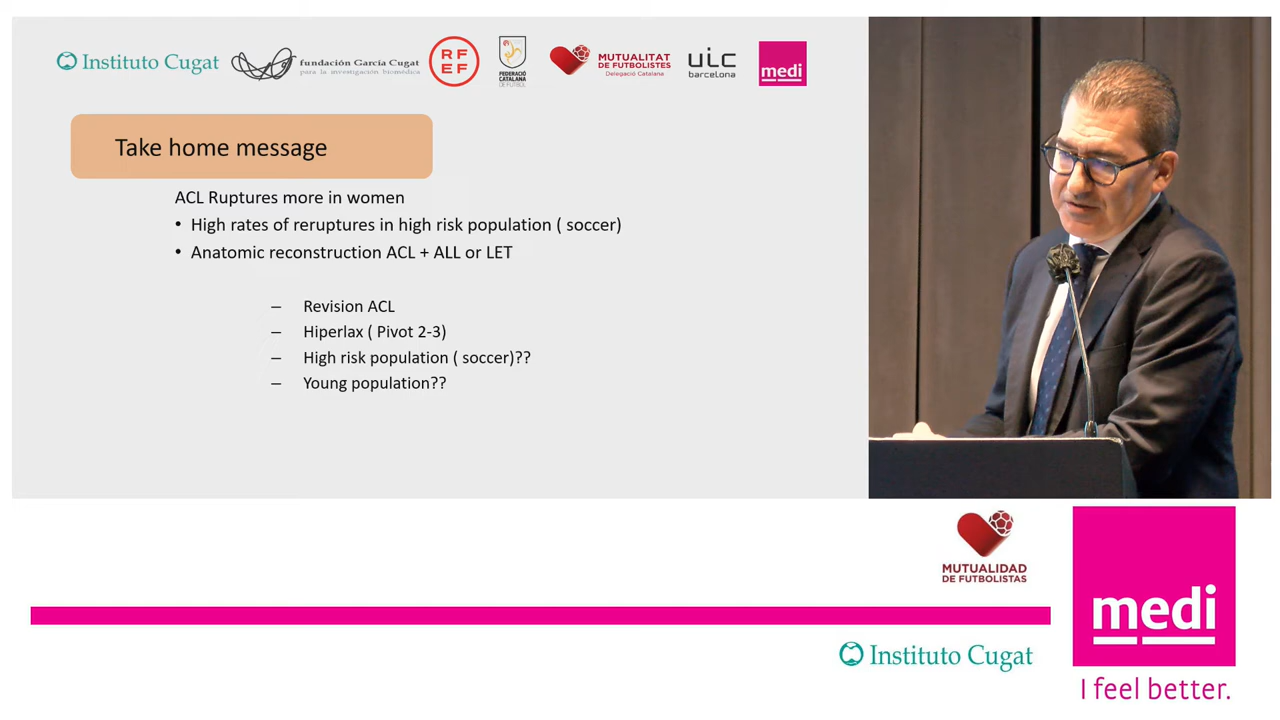 Instituto Cugat
fundación García Cugat
para la investigación biomédica
RF
EF
FEDERACIÓ
CATALANA
DE FUTBOL
MUTUALITAT
DE FUTBOLISTES
Delegació Catalana
UIC
barcelona
medi
Take home message
ACL Ruptures more in women
• High rates of reruptures in high risk population ( soccer)
• Anatomic reconstruction ACL + ALL or LET
– Revision ACL
– Hiperlax ( Pivot 2-3)
– High risk population ( soccer)??
– Young population??
MUTUALIDAD
DE FUTBOLISTAS
medi
Instituto Cugat
I feel better.